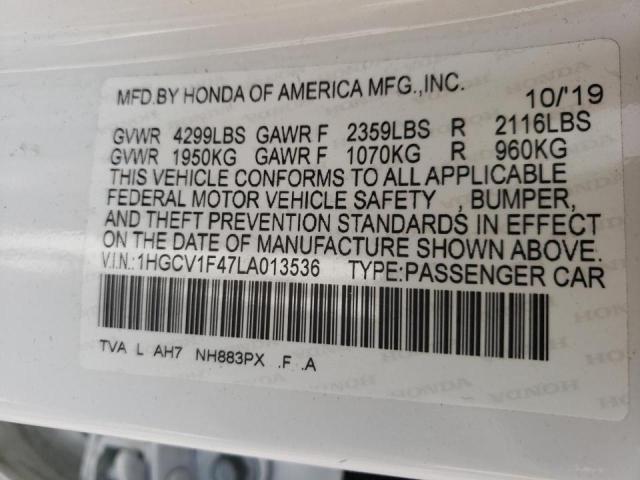 MFD.BY HONDA OF AMERICA MFG.,INC. 10/'19
GVWR 4299LBS GAWR F 2359LBS R 2116LBS
GVWR 1950KG GAWR F 1070KG R 960KG
THIS VEHICLE CONFORMS TO ALL APPLICABLE
FEDERAL MOTOR VEHICLE SAFETY , BUMPER,
AND THEFT PREVENTION STANDARDS IN EFFECT
ON THE DATE OF MANUFACTURE SHOWN ABOVE.
V.I.N.:1HGCV1F47LA013536 TYPE:PASSENGER CAR
TVA L AH7 NH883PX .F .A